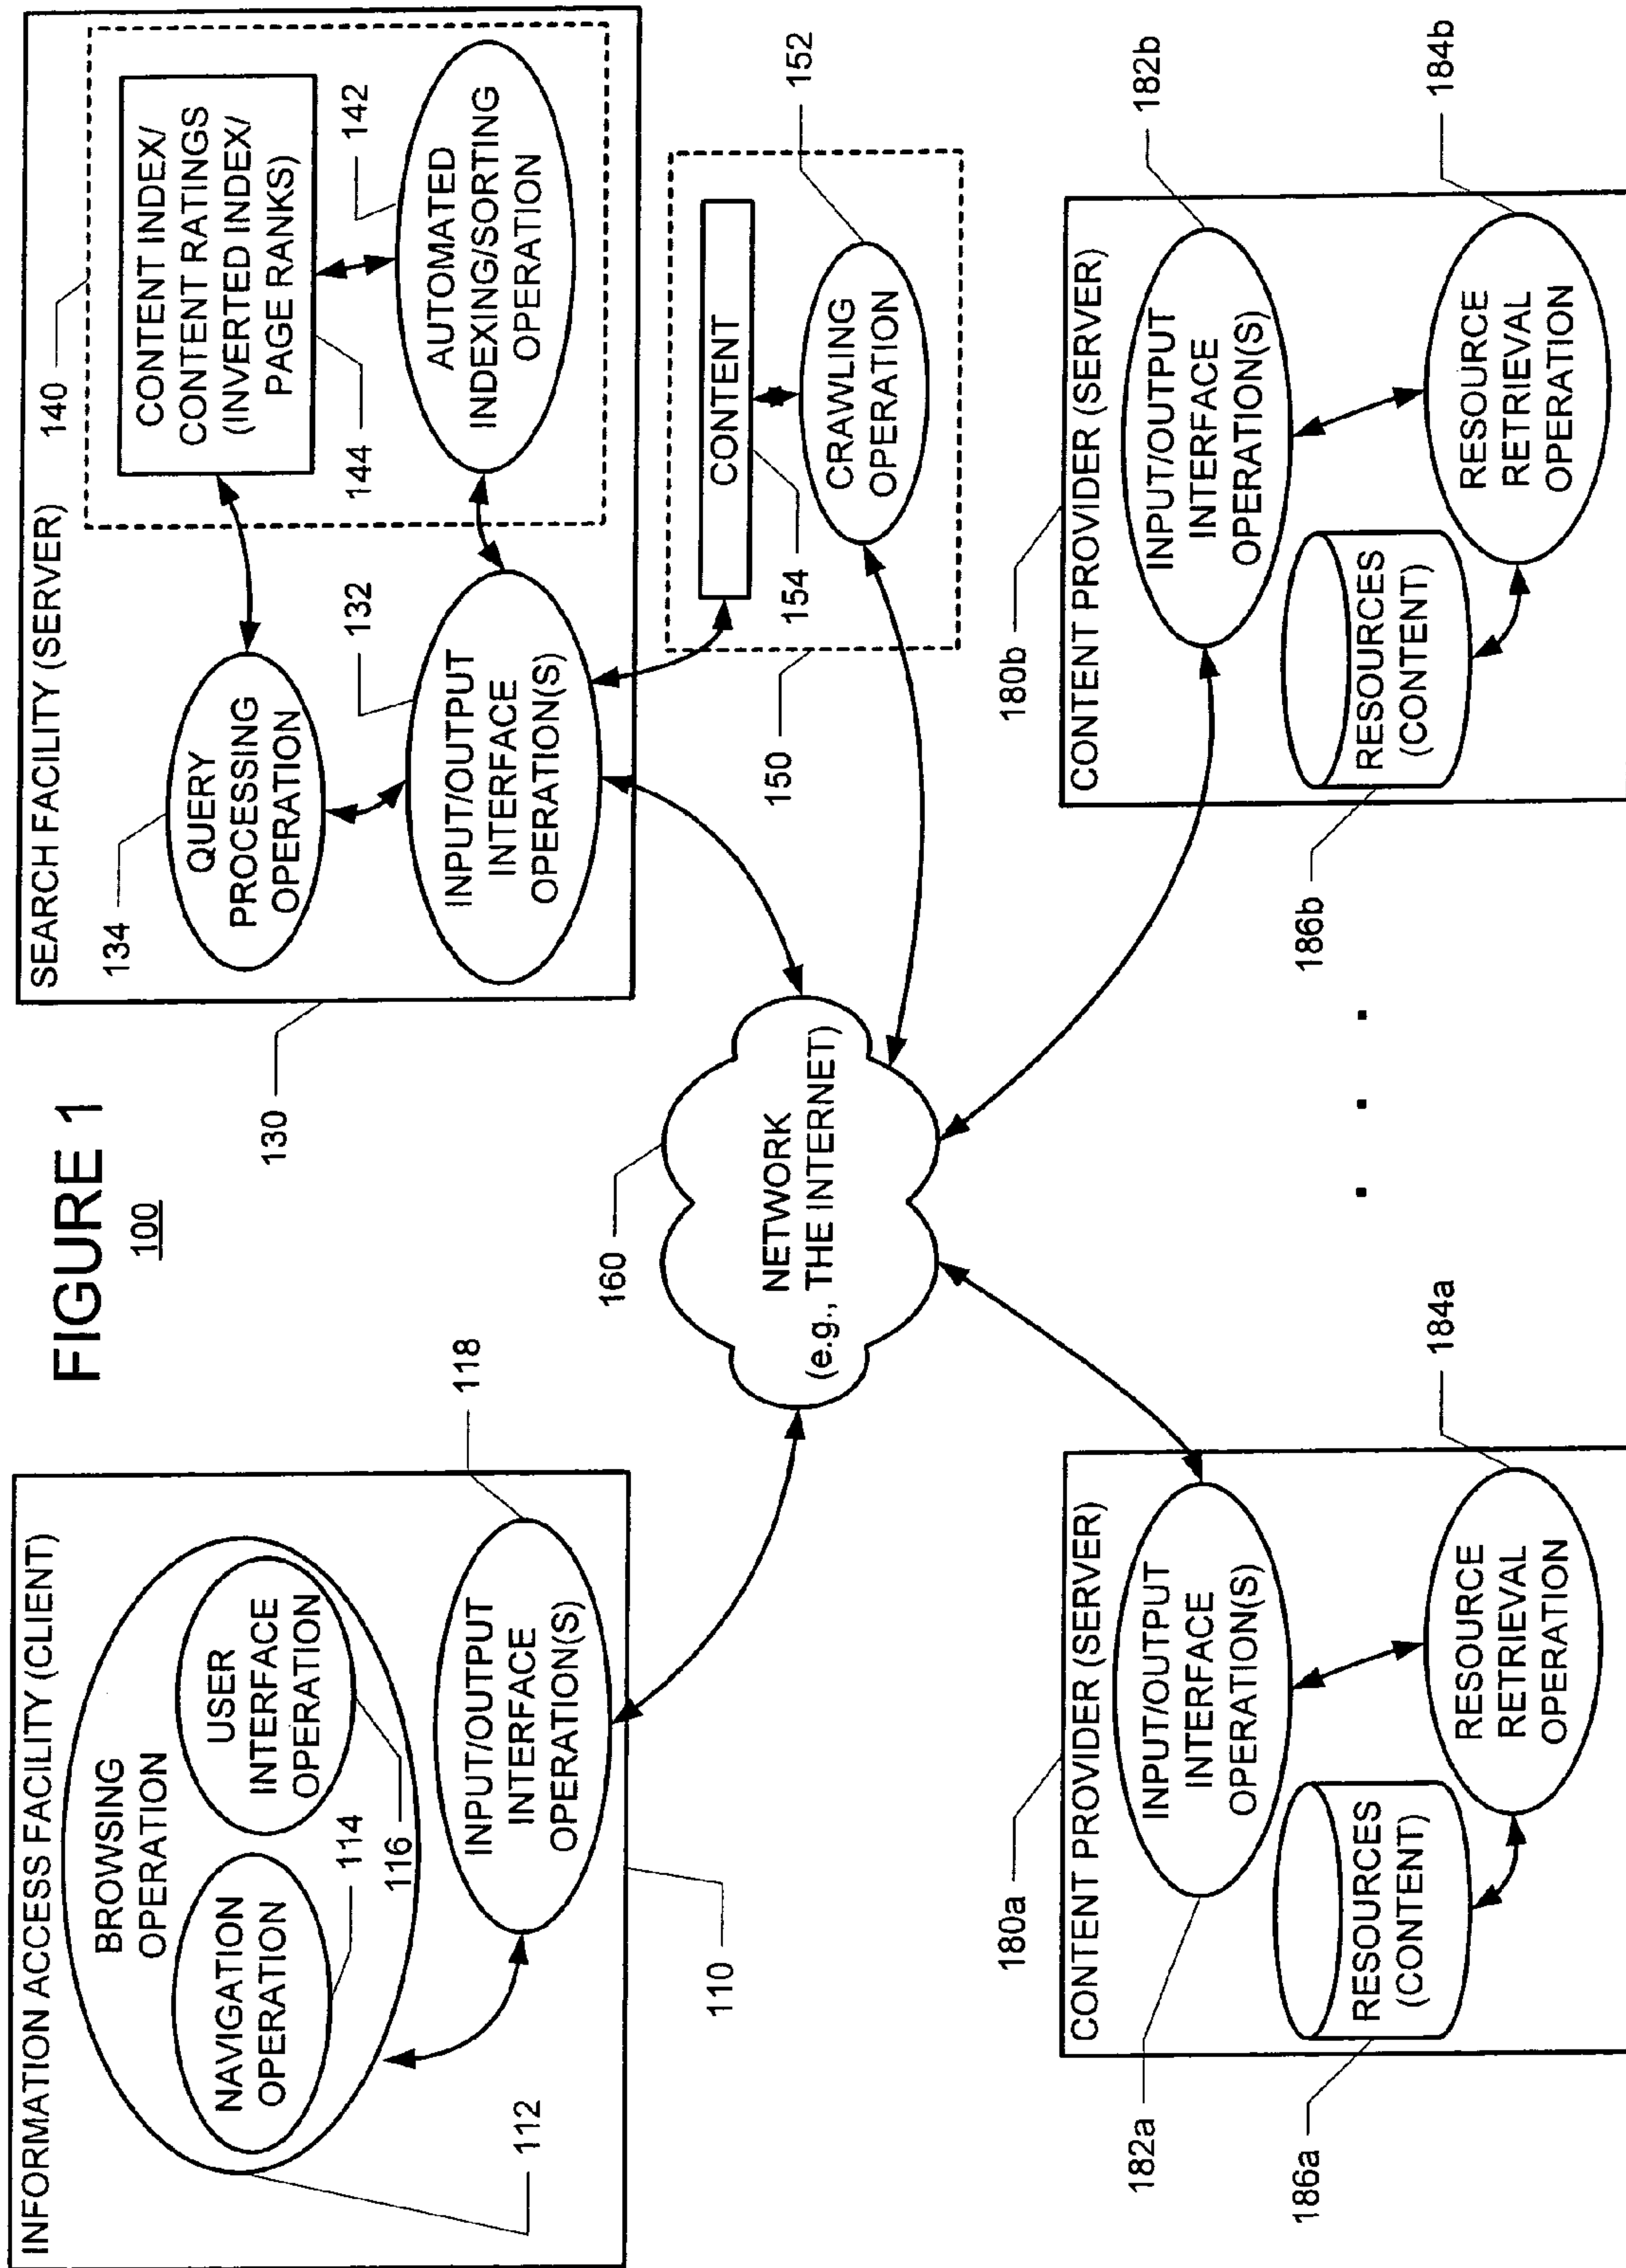 FIGURE 1
100
INFORMATION ACCESS FACILITY (CLIENT)
BROWSING
OPERATION
NAVIGATION
OPERATION
USER
INTERFACE
OPERATION
114
116
112
INPUT/OUTPUT
INTERFACE
OPERATION(S)
118
110
SEARCH FACILITY (SERVER)
140
134
QUERY
PROCESSING
OPERATION
CONTENT INDEX/
CONTENT RATINGS
(INVERTED INDEX/
PAGE RANKS)
144
142
132
INPUT/OUTPUT
INTERFACE
OPERATION(S)
AUTOMATED
INDEXING/SORTING
OPERATION
130
CONTENT
154
152
CRAWLING
OPERATION
150
160
NETWORK
(e.g., THE INTERNET)
180a
CONTENT PROVIDER (SERVER)
182a
INPUT/OUTPUT
INTERFACE
OPERATION(S)
186a
RESOURCES
(CONTENT)
184a
RESOURCE
RETRIEVAL
OPERATION
. . .
180b
CONTENT PROVIDER (SERVER)
182b
INPUT/OUTPUT
INTERFACE
OPERATION(S)
186b
RESOURCES
(CONTENT)
184b
RESOURCE
RETRIEVAL
OPERATION